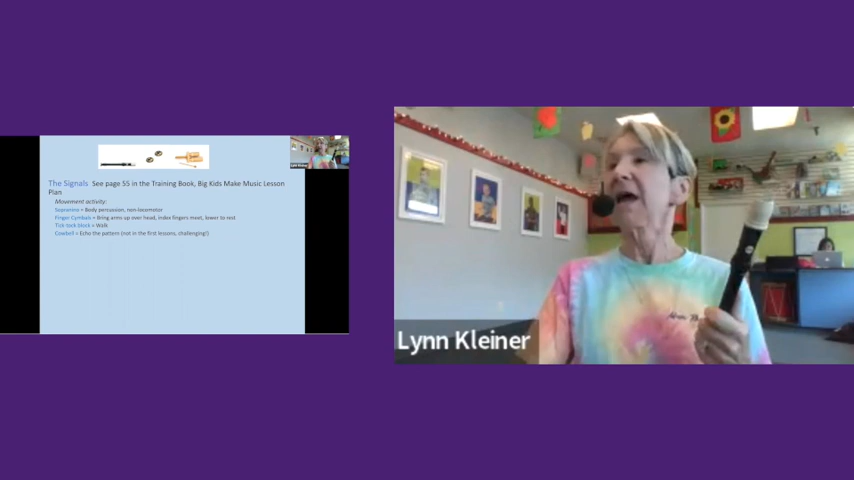 The Signals See page 55 in the Training Book, Big Kids Make Music Lesson
Plan
Movement activity:
Sopranino = Body percussion, non-locomotor
Finger Cymbals = Bring arms up over head, index fingers meet, lower to rest
Tick tock block = Walk
Cowbell = Echo the pattern (not in the first lessons, challenging!)
Lynn Kleiner